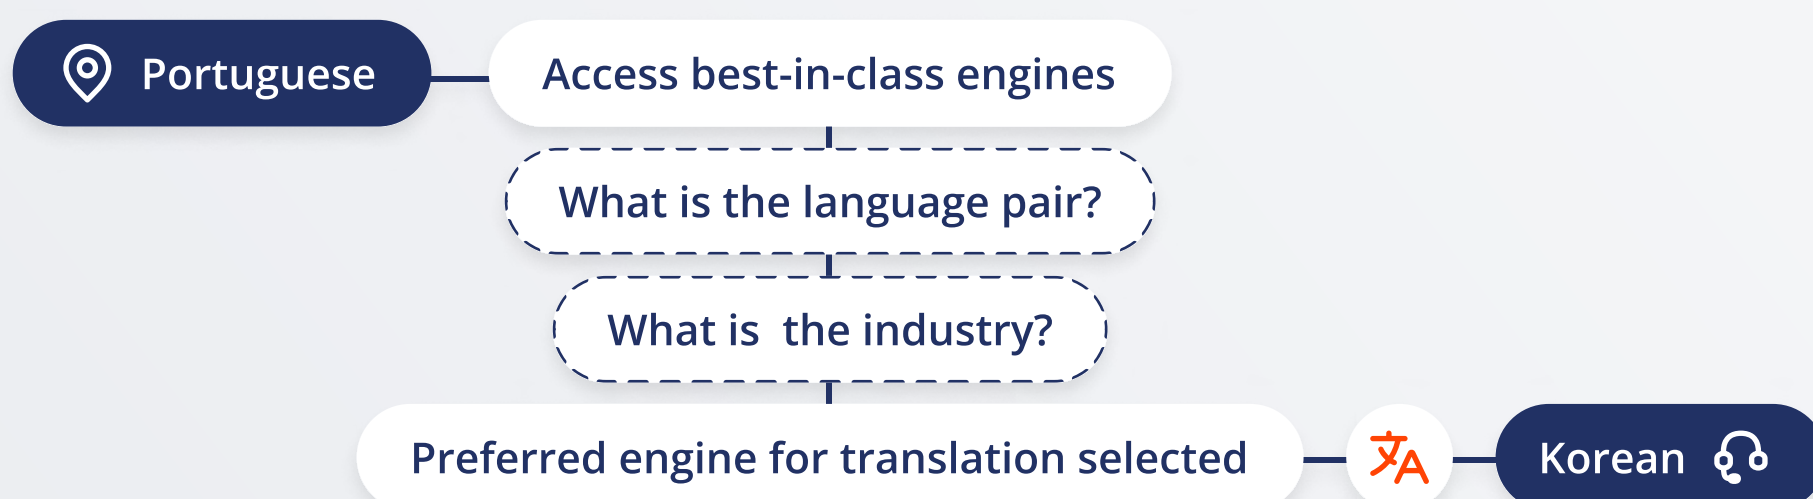 Portuguese
Access best-in-class engines
What is the language pair?
What is  the industry?
Preferred engine for translation selected
Korean